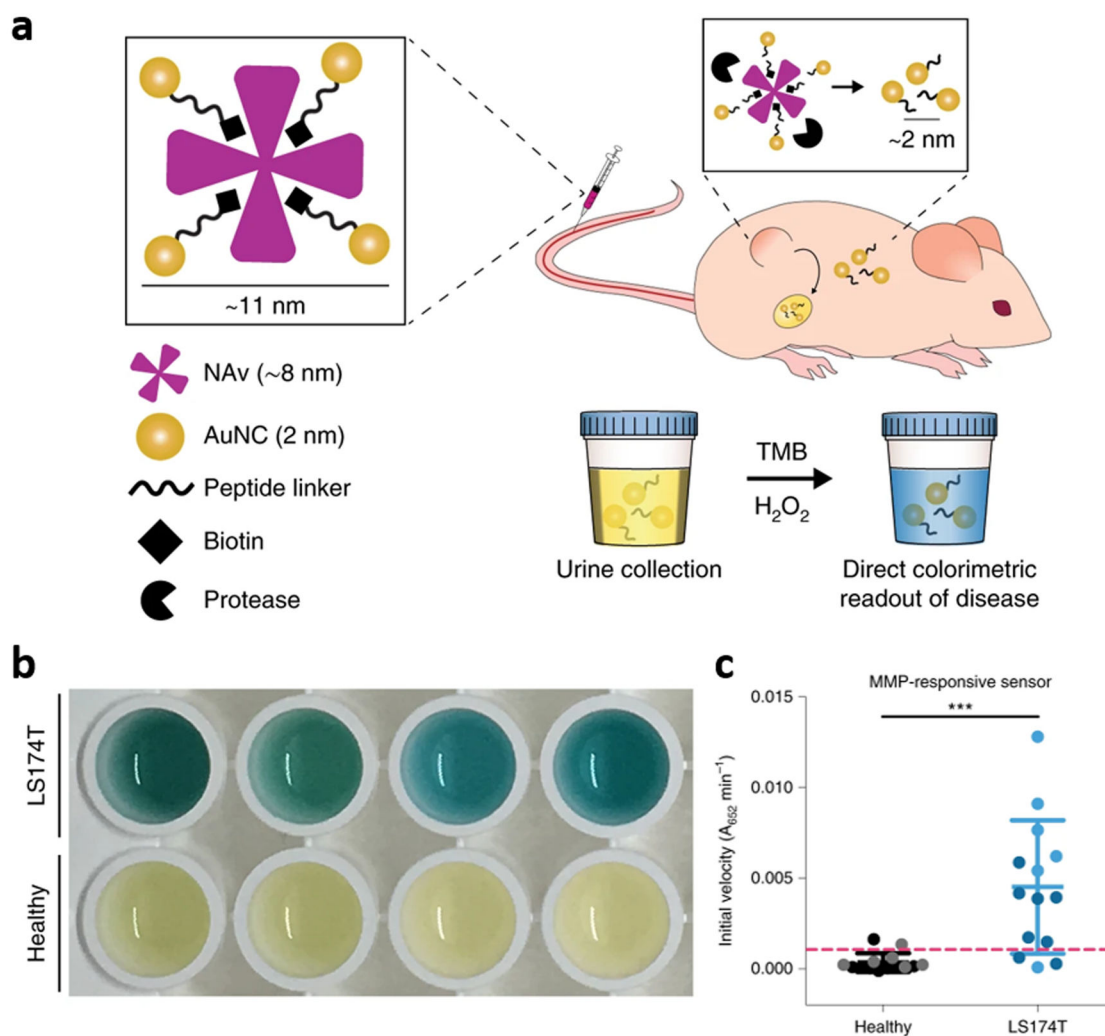 a
~11 nm
NAv (~8 nm)
AuNC (2 nm)
Peptide linker
Biotin
Protease
~2 nm
Urine collection
TMB
H₂O₂
Direct colorimetric
readout of disease
b
LS174T
Healthy
c
MMP-responsive sensor
***
Initial velocity (A₆₅₂ min⁻¹)
0.015
0.010
0.005
0.000
Healthy
LS174T